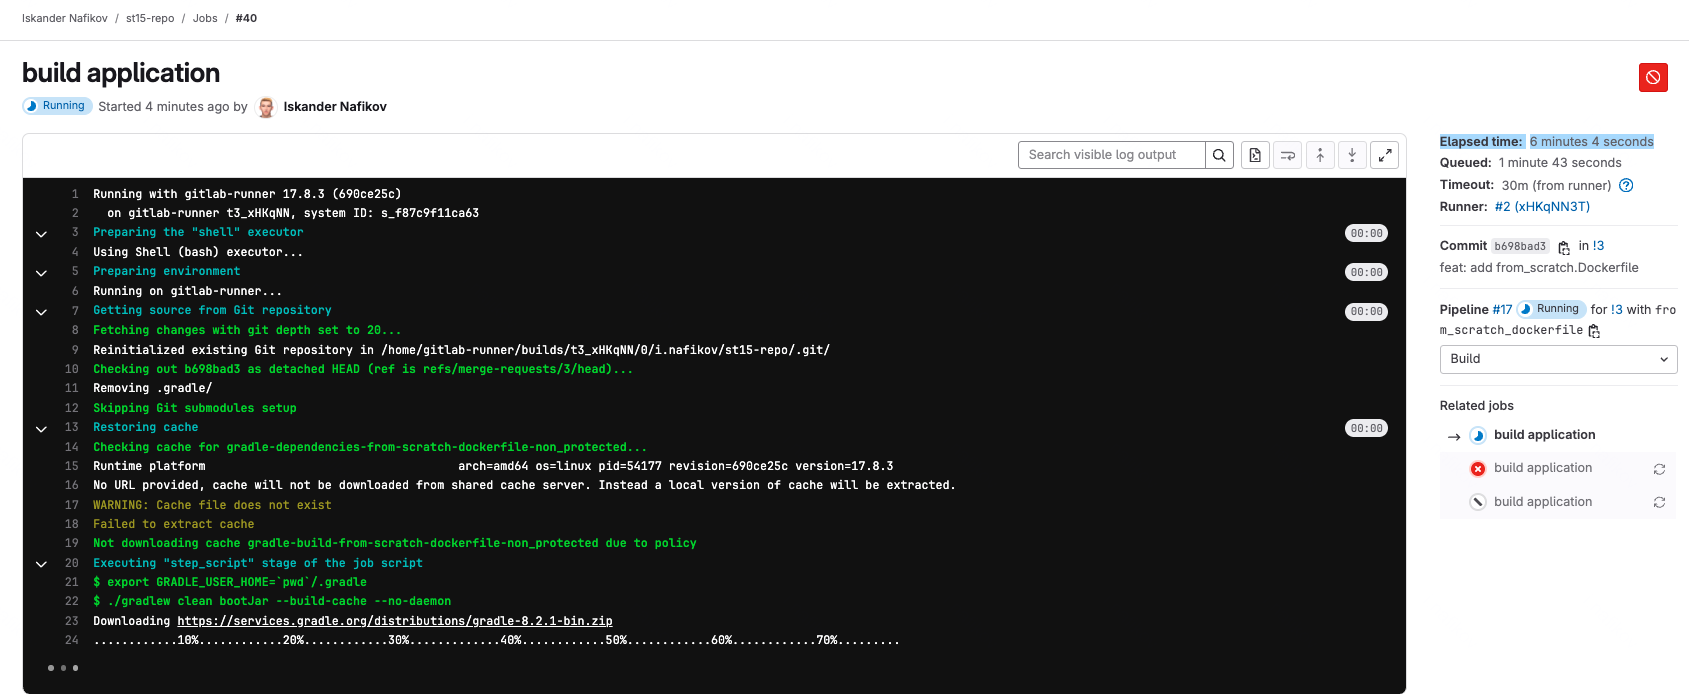 Iskander Nafikov / st15-repo / Jobs / #40
build application
Running Started 4 minutes ago by Iskander Nafikov
Search visible log output
1 Running with gitlab-runner 17.8.3 (690ce25c)
2 on gitlab-runner t3_xHKqNN, system ID: s_f87c9f11ca63
3 Preparing the "shell" executor 00:00
4 Using Shell (bash) executor...
5 Preparing environment 00:00
6 Running on gitlab-runner...
7 Getting source from Git repository 00:00
8 Fetching changes with git depth set to 20...
9 Reinitialized existing Git repository in /home/gitlab-runner/builds/t3_xHKqNN/0/i.nafikov/st15-repo/.git/
10 Checking out b698bad3 as detached HEAD (ref is refs/merge-requests/3/head)...
11 Removing .gradle/
12 Skipping Git submodules setup
13 Restoring cache 00:00
14 Checking cache for gradle-dependencies-from-scratch-dockerfile-non_protected...
15 Runtime platform arch=amd64 os=linux pid=54177 revision=690ce25c version=17.8.3
16 No URL provided, cache will not be downloaded from shared cache server. Instead a local version of cache will be extracted.
17 WARNING: Cache file does not exist
18 Failed to extract cache
19 Not downloading cache gradle-build-from-scratch-dockerfile-non_protected due to policy
20 Executing "step_script" stage of the job script
21 $ export GRADLE_USER_HOME=`pwd`/.gradle
22 $ ./gradlew clean bootJar --build-cache --no-daemon
23 Downloading https://services.gradle.org/distributions/gradle-8.2.1-bin.zip
24 ............10%............20%............30%.............40%............50%............60%............70%.........
Elapsed time: 6 minutes 4 seconds
Queued: 1 minute 43 seconds
Timeout: 30m (from runner)
Runner: #2 (xHKqNN3T)
Commit b698bad3 in !3
feat: add from_scratch.Dockerfile
Pipeline #17 Running for !3 with fro
m_scratch_dockerfile
Build
Related jobs
→ build application
build application
build application